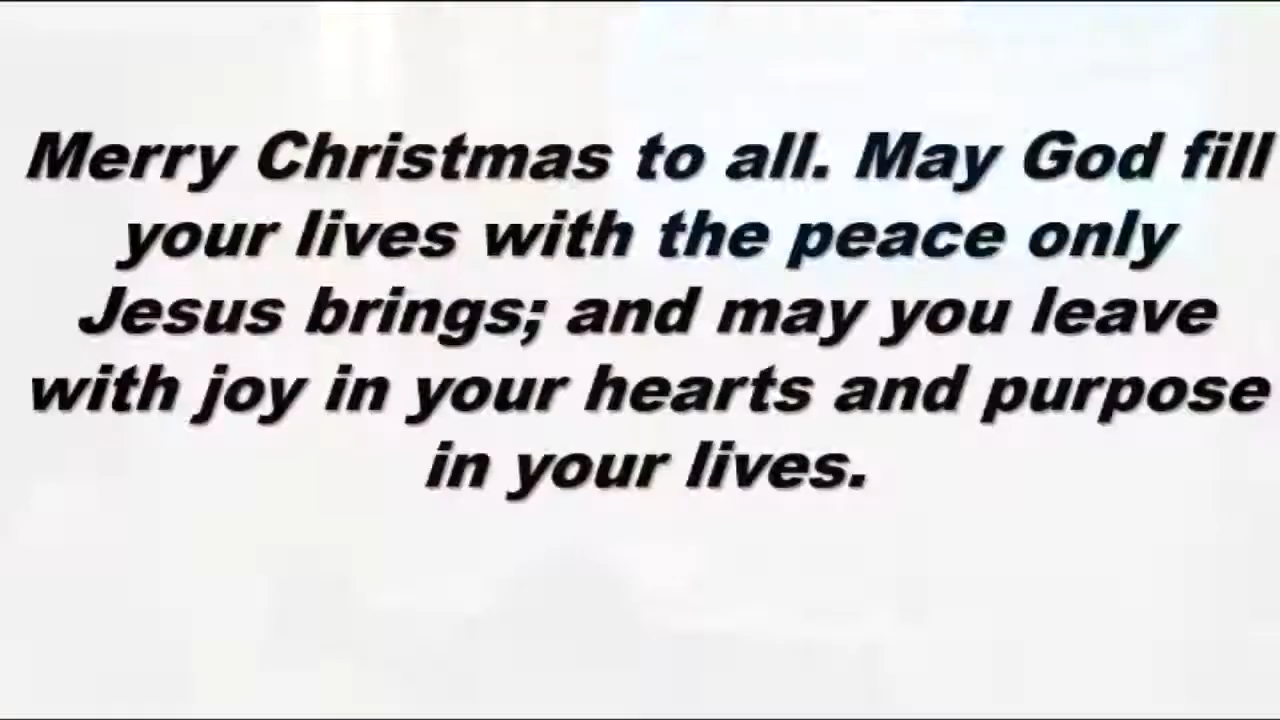 Merry Christmas to all. May God fill
your lives with the peace only
Jesus brings; and may you leave
with joy in your hearts and purpose
in your lives.